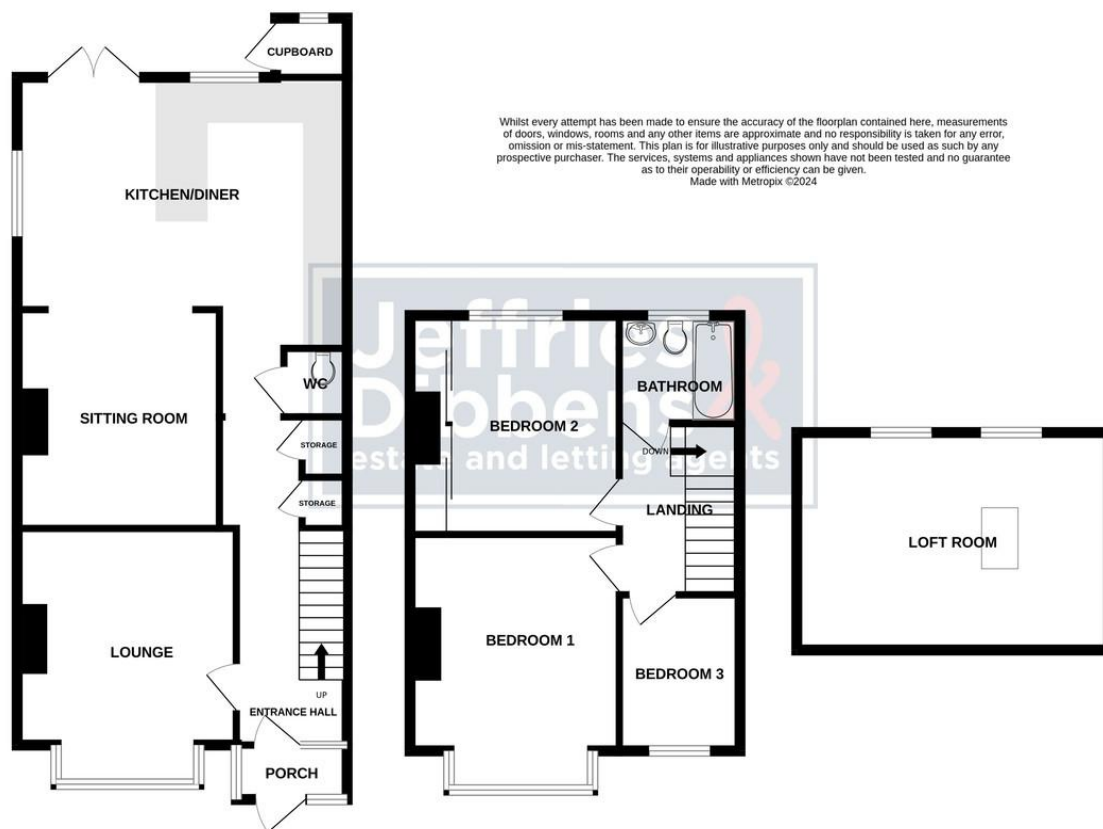 CUPBOARD
KITCHEN/DINER
WC
SITTING ROOM
STORAGE
STORAGE
LOUNGE
UP
ENTRANCE HALL
PORCH
Whilst every attempt has been made to ensure the accuracy of the floorplan contained here, measurements
of doors, windows, rooms and any other items are approximate and no responsibility is taken for any error,
omission or mis-statement. This plan is for illustrative purposes only and should be used as such by any
prospective purchaser. The services, systems and appliances shown have not been tested and no guarantee
as to their operability or efficiency can be given.
Made with Metropix ©2024
Jeffries &
Dibbens
estate and letting agents
BATHROOM
BEDROOM 2
DOWN
LANDING
BEDROOM 1
BEDROOM 3
LOFT ROOM